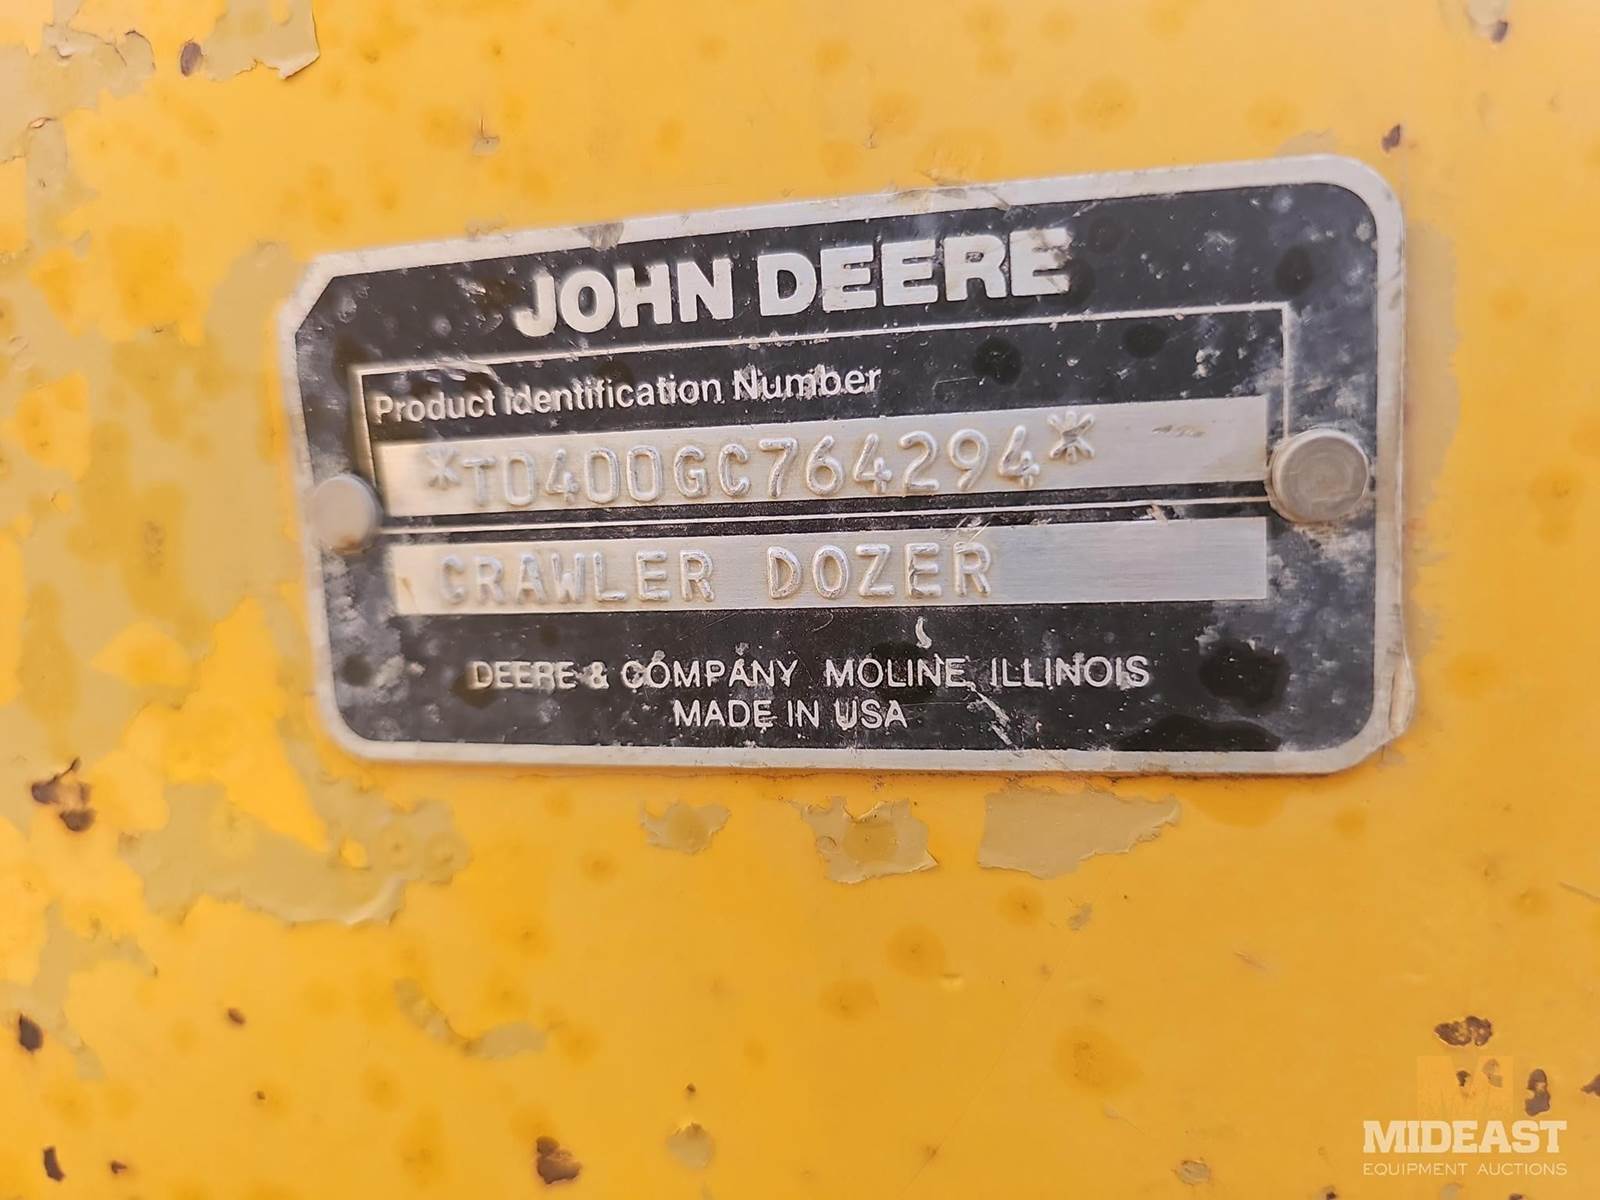 JOHN DEERE
Product Identification Number
*T0400GC764294*
CRAWLER DOZER
DEERE & COMPANY MOLINE, ILLINOIS
MADE IN USA
MIDEAST
EQUIPMENT AUCTIONS